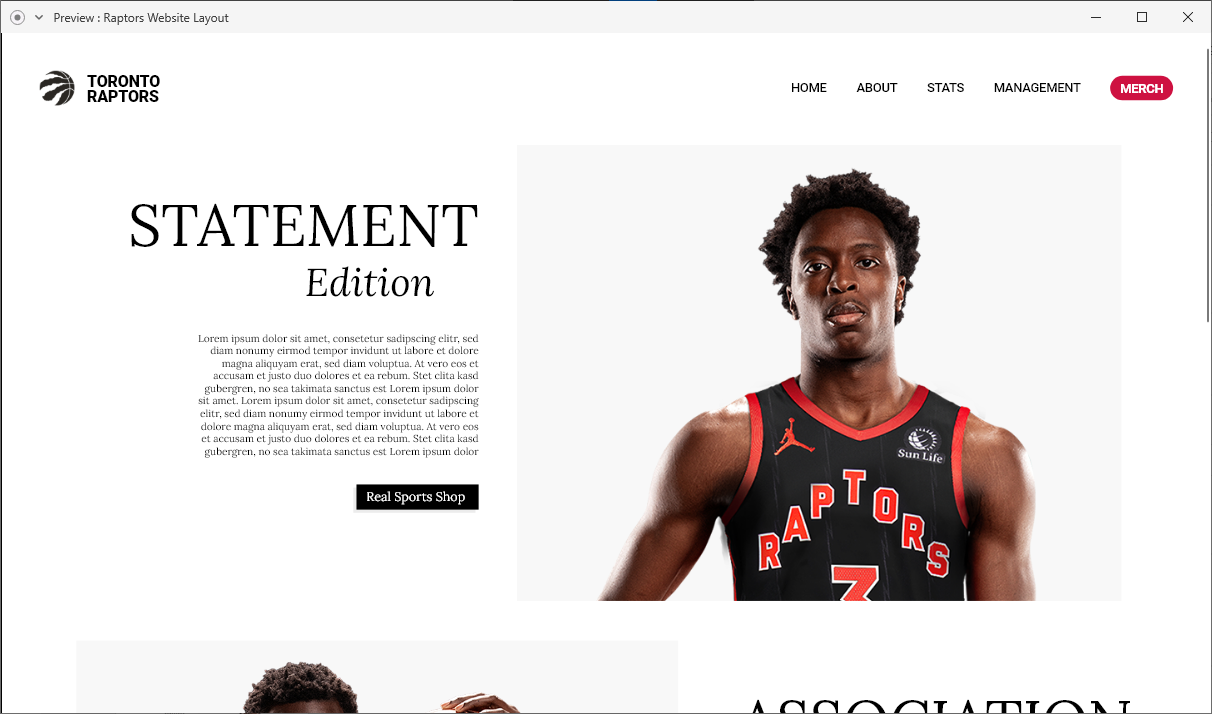 Preview : Raptors Website Layout
TORONTO
RAPTORS
HOME ABOUT STATS MANAGEMENT MERCH
STATEMENT
Edition
Lorem ipsum dolor sit amet, consetetur sadipscing elitr, sed
diam nonumy eirmod tempor invidunt ut labore et dolore
magna aliquyam erat, sed diam voluptua. At vero eos et
accusam et justo duo dolores et ea rebum. Stet clita kasd
gubergren, no sea takimata sanctus est Lorem ipsum dolor
sit amet. Lorem ipsum dolor sit amet, consetetur sadipscing
elitr, sed diam nonumy eirmod tempor invidunt ut labore et
dolore magna aliquyam erat, sed diam voluptua. At vero eos
et accusam et justo duo dolores et ea rebum. Stet clita kasd
gubergren, no sea takimata sanctus est Lorem ipsum dolor
Real Sports Shop
Sun Life
RAPTORS
3
ASSOCIATION